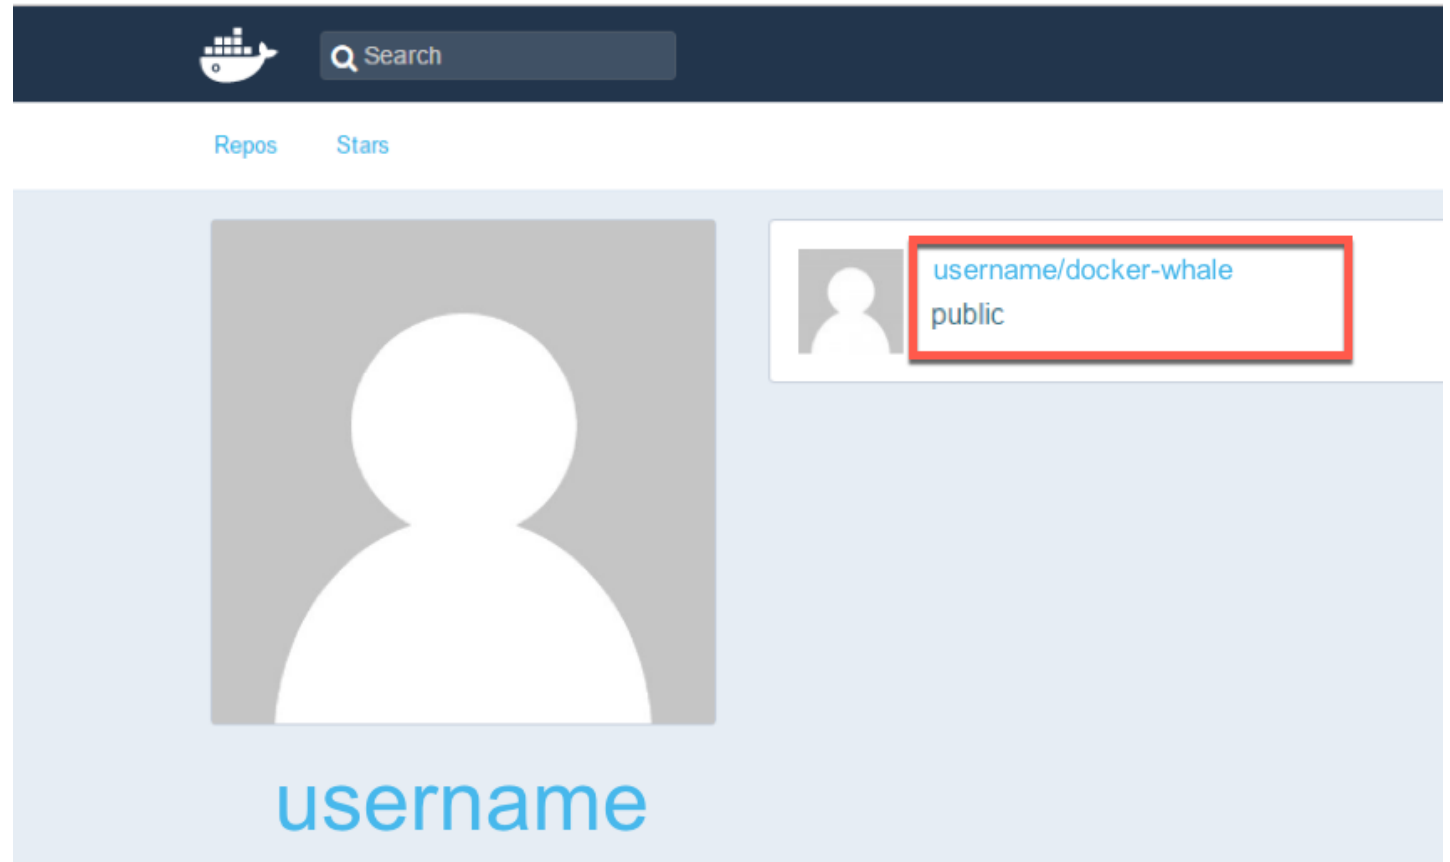 Search
Repos Stars
username/docker-whale
public
username